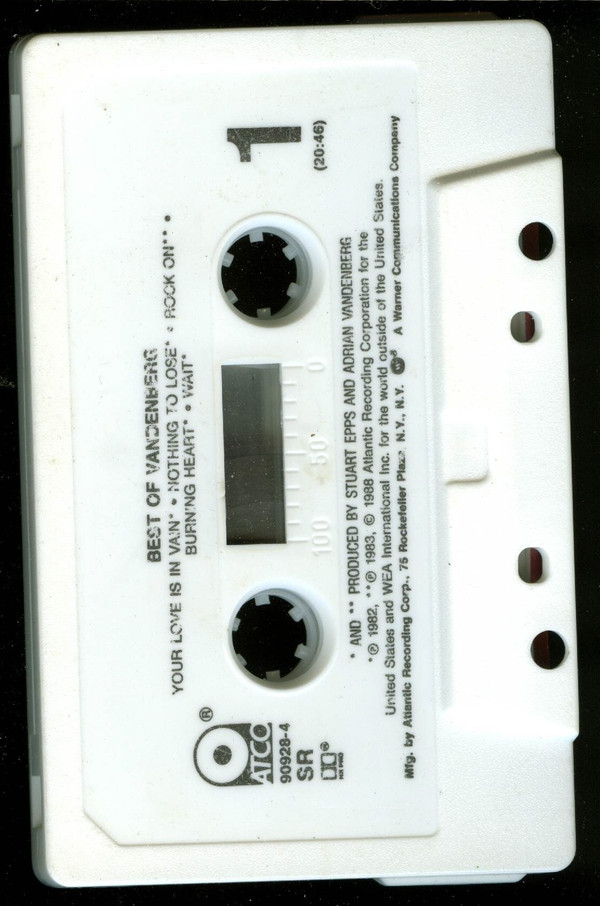 BEST OF VANDENBERG
YOUR LOVE IS IN VAIN* • NOTHING TO LOSE* • ROCK ON** •
BURNING HEART* • WAIT*
1
(20:46)
100 50 0
ATCO ®
90928-4
SR
HX PRO
* AND ** PRODUCED BY STUART EPPS AND ADRIAN VANDENBERG
*℗ 1982, **℗ 1983, © 1988 Atlantic Recording Corporation for the
United States and WEA International Inc. for the world outside of the United States.
Mfg. by Atlantic Recording Corp., 75 Rockefeller Plaza, N.Y., N.Y. A Warner Communications Company